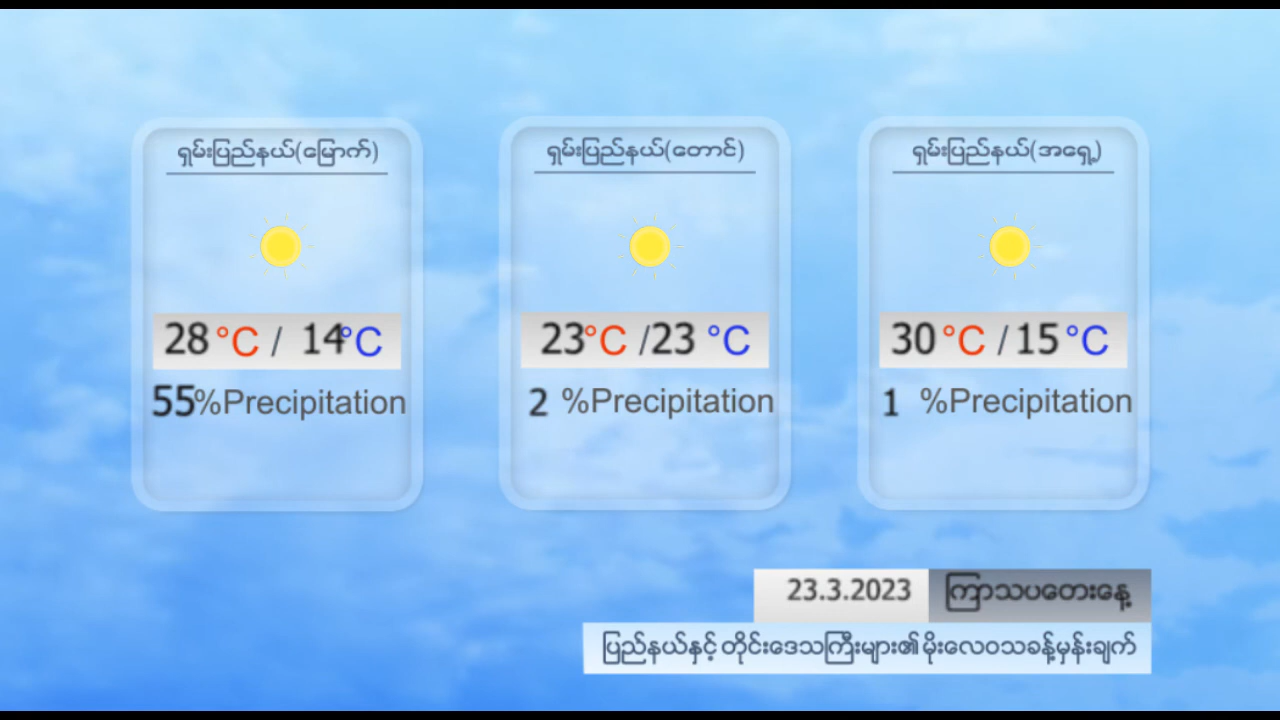 ရှမ်းပြည်နယ်(မြောက်)
28 °C / 14°C
55%Precipitation
ရှမ်းပြည်နယ်(တောင်)
23°C /23 °C
2 %Precipitation
ရှမ်းပြည်နယ်(အရှေ့)
30 °C / 15 °C
1 %Precipitation
23.3.2023 ကြာသပတေးနေ့
ပြည်နယ်နှင့် တိုင်းဒေသကြီးများ၏ မိုးလေဝသခန့်မှန်းချက်